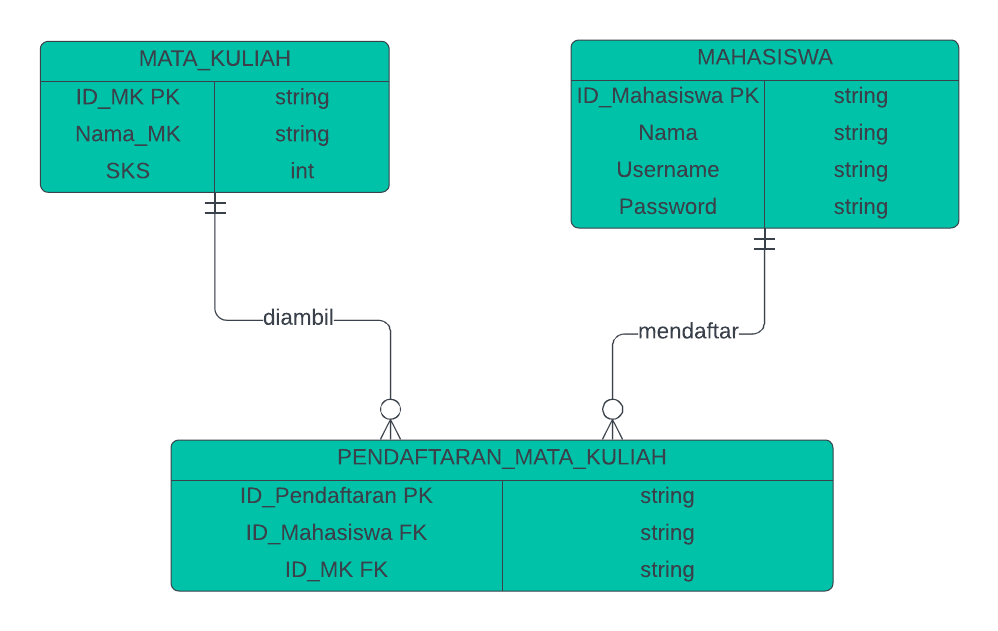 MATA_KULIAH
ID_MK PK string
Nama_MK string
SKS int
MAHASISWA
ID_Mahasiswa PK string
Nama string
Username string
Password string
diambil
mendaftar
PENDAFTARAN_MATA_KULIAH
ID_Pendaftaran PK string
ID_Mahasiswa FK string
ID_MK FK string